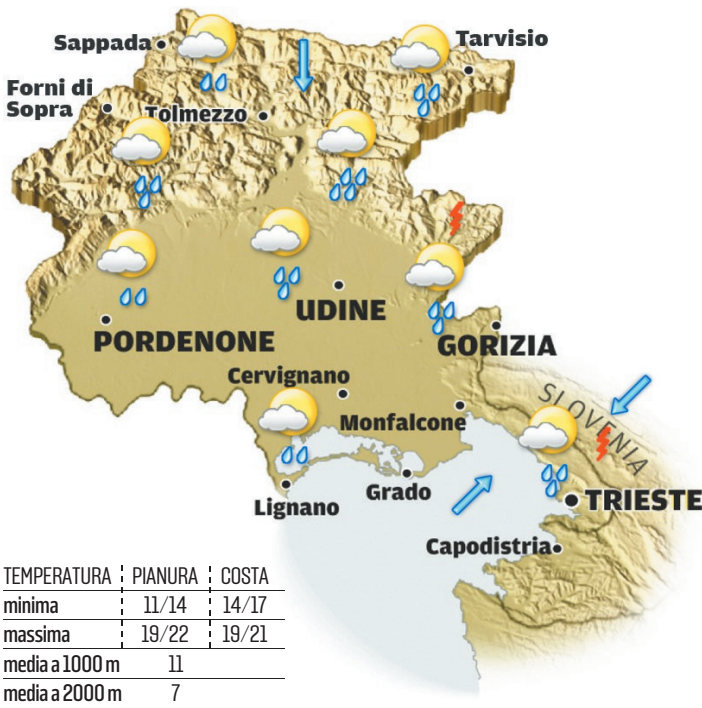 Sappada
Tarvisio
Forni di
Sopra
Tolmezzo
UDINE
PORDENONE
GORIZIA
Cervignano
SLOVENIA
Monfalcone
Grado
Lignano
TRIESTE
Capodistria
TEMPERATURA PIANURA COSTA
minima 11/14 14/17
massima 19/22 19/21
media a 1000 m 11
media a 2000 m 7